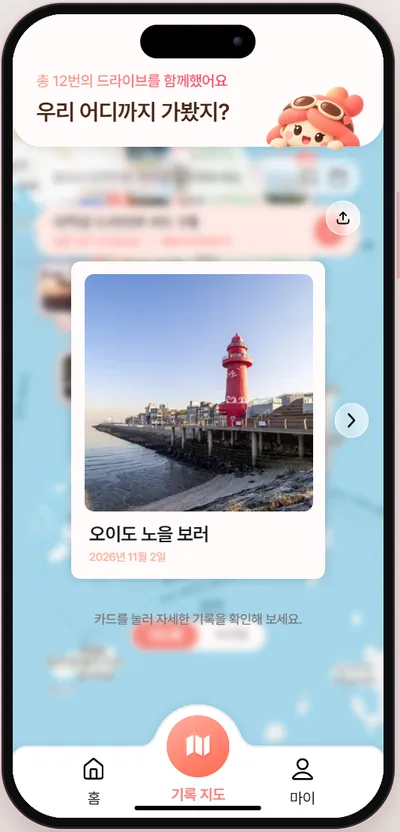 총 12번의 드라이브를 함께했어요
우리 어디까지 가봤지?
오이도 노을 보러
2026년 11월 2일
카드를 눌러 자세한 기록을 확인해 보세요.
홈
기록 지도
마이